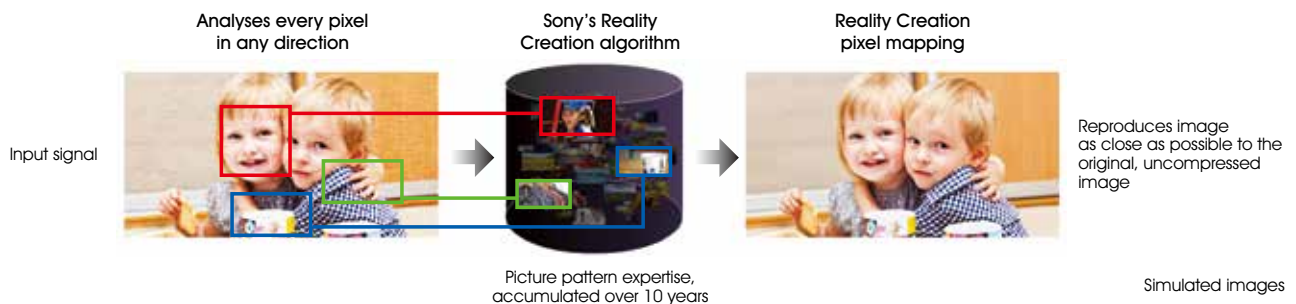 Analyses every pixel
in any direction
Sony's Reality
Creation algorithm
Reality Creation
pixel mapping
Input signal
Reproduces image
as close as possible to the
original, uncompressed
image
Picture pattern expertise,
accumulated over 10 years
Simulated images